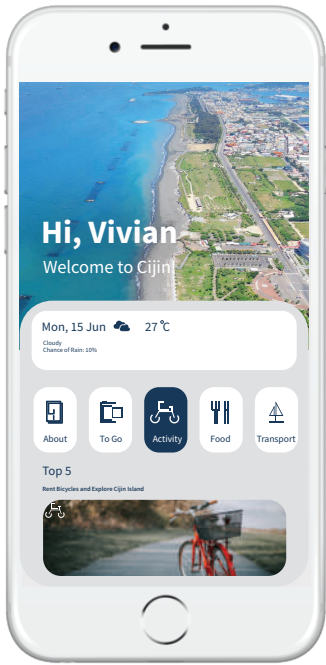 Hi, Vivian
Welcome to Cijin!
Mon, 15 Jun 27 ℃
Cloudy
Chance of Rain: 10%
About To Go Activity Food Transport
Top 5
Rent Bicycles and Explore Cijin Island